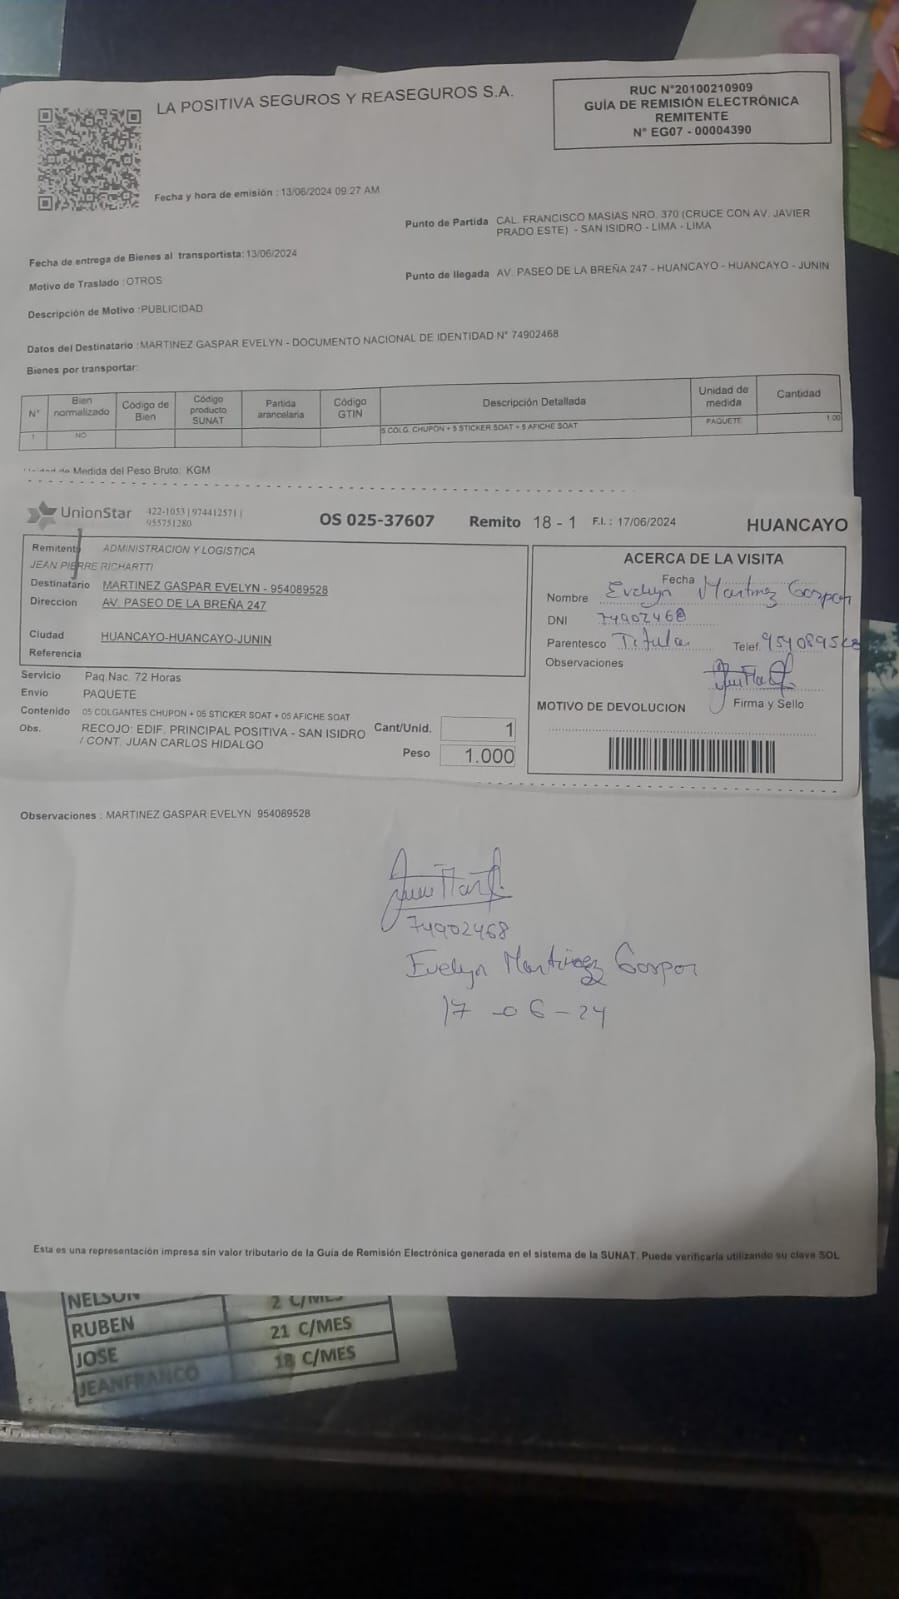 LA POSITIVA SEGUROS Y REASEGUROS S.A.
RUC N°20100210909
GUÍA DE REMISIÓN ELECTRÓNICA
REMITENTE
N° EG07 - 00004390
Fecha y hora de emisión : 13/06/2024 09:27 AM
Punto de Partida CAL. FRANCISCO MASIAS NRO. 370 (CRUCE CON AV. JAVIER
PRADO ESTE) - SAN ISIDRO - LIMA - LIMA
Fecha de entrega de Bienes al transportista: 13/06/2024
Punto de llegada AV. PASEO DE LA BREÑA 247 - HUANCAYO - HUANCAYO - JUNIN
Motivo de Traslado : OTROS
Descripción de Motivo : PUBLICIDAD
Datos del Destinatario : MARTINEZ GASPAR EVELYN - DOCUMENTO NACIONAL DE IDENTIDAD N° 74902468
Bienes por transportar:
N° Bien normalizado Código de Bien Código producto SUNAT Partida arancelaria Código GTIN Descripción Detallada Unidad de medida Cantidad
1 NO 5 COLG. CHUPON + 5 STICKER SOAT + 5 AFICHE SOAT PAQUETE 1.00
de Medida del Peso Bruto: KGM
UnionStar 422-1053 | 974412571 |
955751280
OS 025-37607 Remito 18 - 1 F.I. : 17/06/2024 HUANCAYO
Remitente ADMINISTRACION Y LOGISTICA
JEAN PIERRE RICHARTTI
Destinatario MARTINEZ GASPAR EVELYN - 954089528
Direccion AV. PASEO DE LA BREÑA 247
Ciudad HUANCAYO-HUANCAYO-JUNIN
Referencia
Servicio Paq.Nac. 72 Horas
Envio PAQUETE
Contenido 05 COLGANTES CHUPON + 05 STICKER SOAT + 05 AFICHE SOAT
Obs. RECOJO: EDIF. PRINCIPAL POSITIVA - SAN ISIDRO
/ CONT. JUAN CARLOS HIDALGO
Cant/Unid. 1
Peso 1.000
ACERCA DE LA VISITA
Fecha
Nombre Evelyn Martinez Gaspar
DNI 74902468
Parentesco Titular Telef. 954089528
Observaciones
Firma y Sello
MOTIVO DE DEVOLUCION
Observaciones : MARTINEZ GASPAR EVELYN 954089528
74902468
Evelyn Martinez Gaspar
17 -06-24
Esta es una representación impresa sin valor tributario de la Guía de Remisión Electrónica generada en el sistema de la SUNAT. Puede verificarla utilizando su clave SOL
NELSON 2 C/MES
RUBEN 21 C/MES
JOSE 18 C/MES
JEANFRANCO